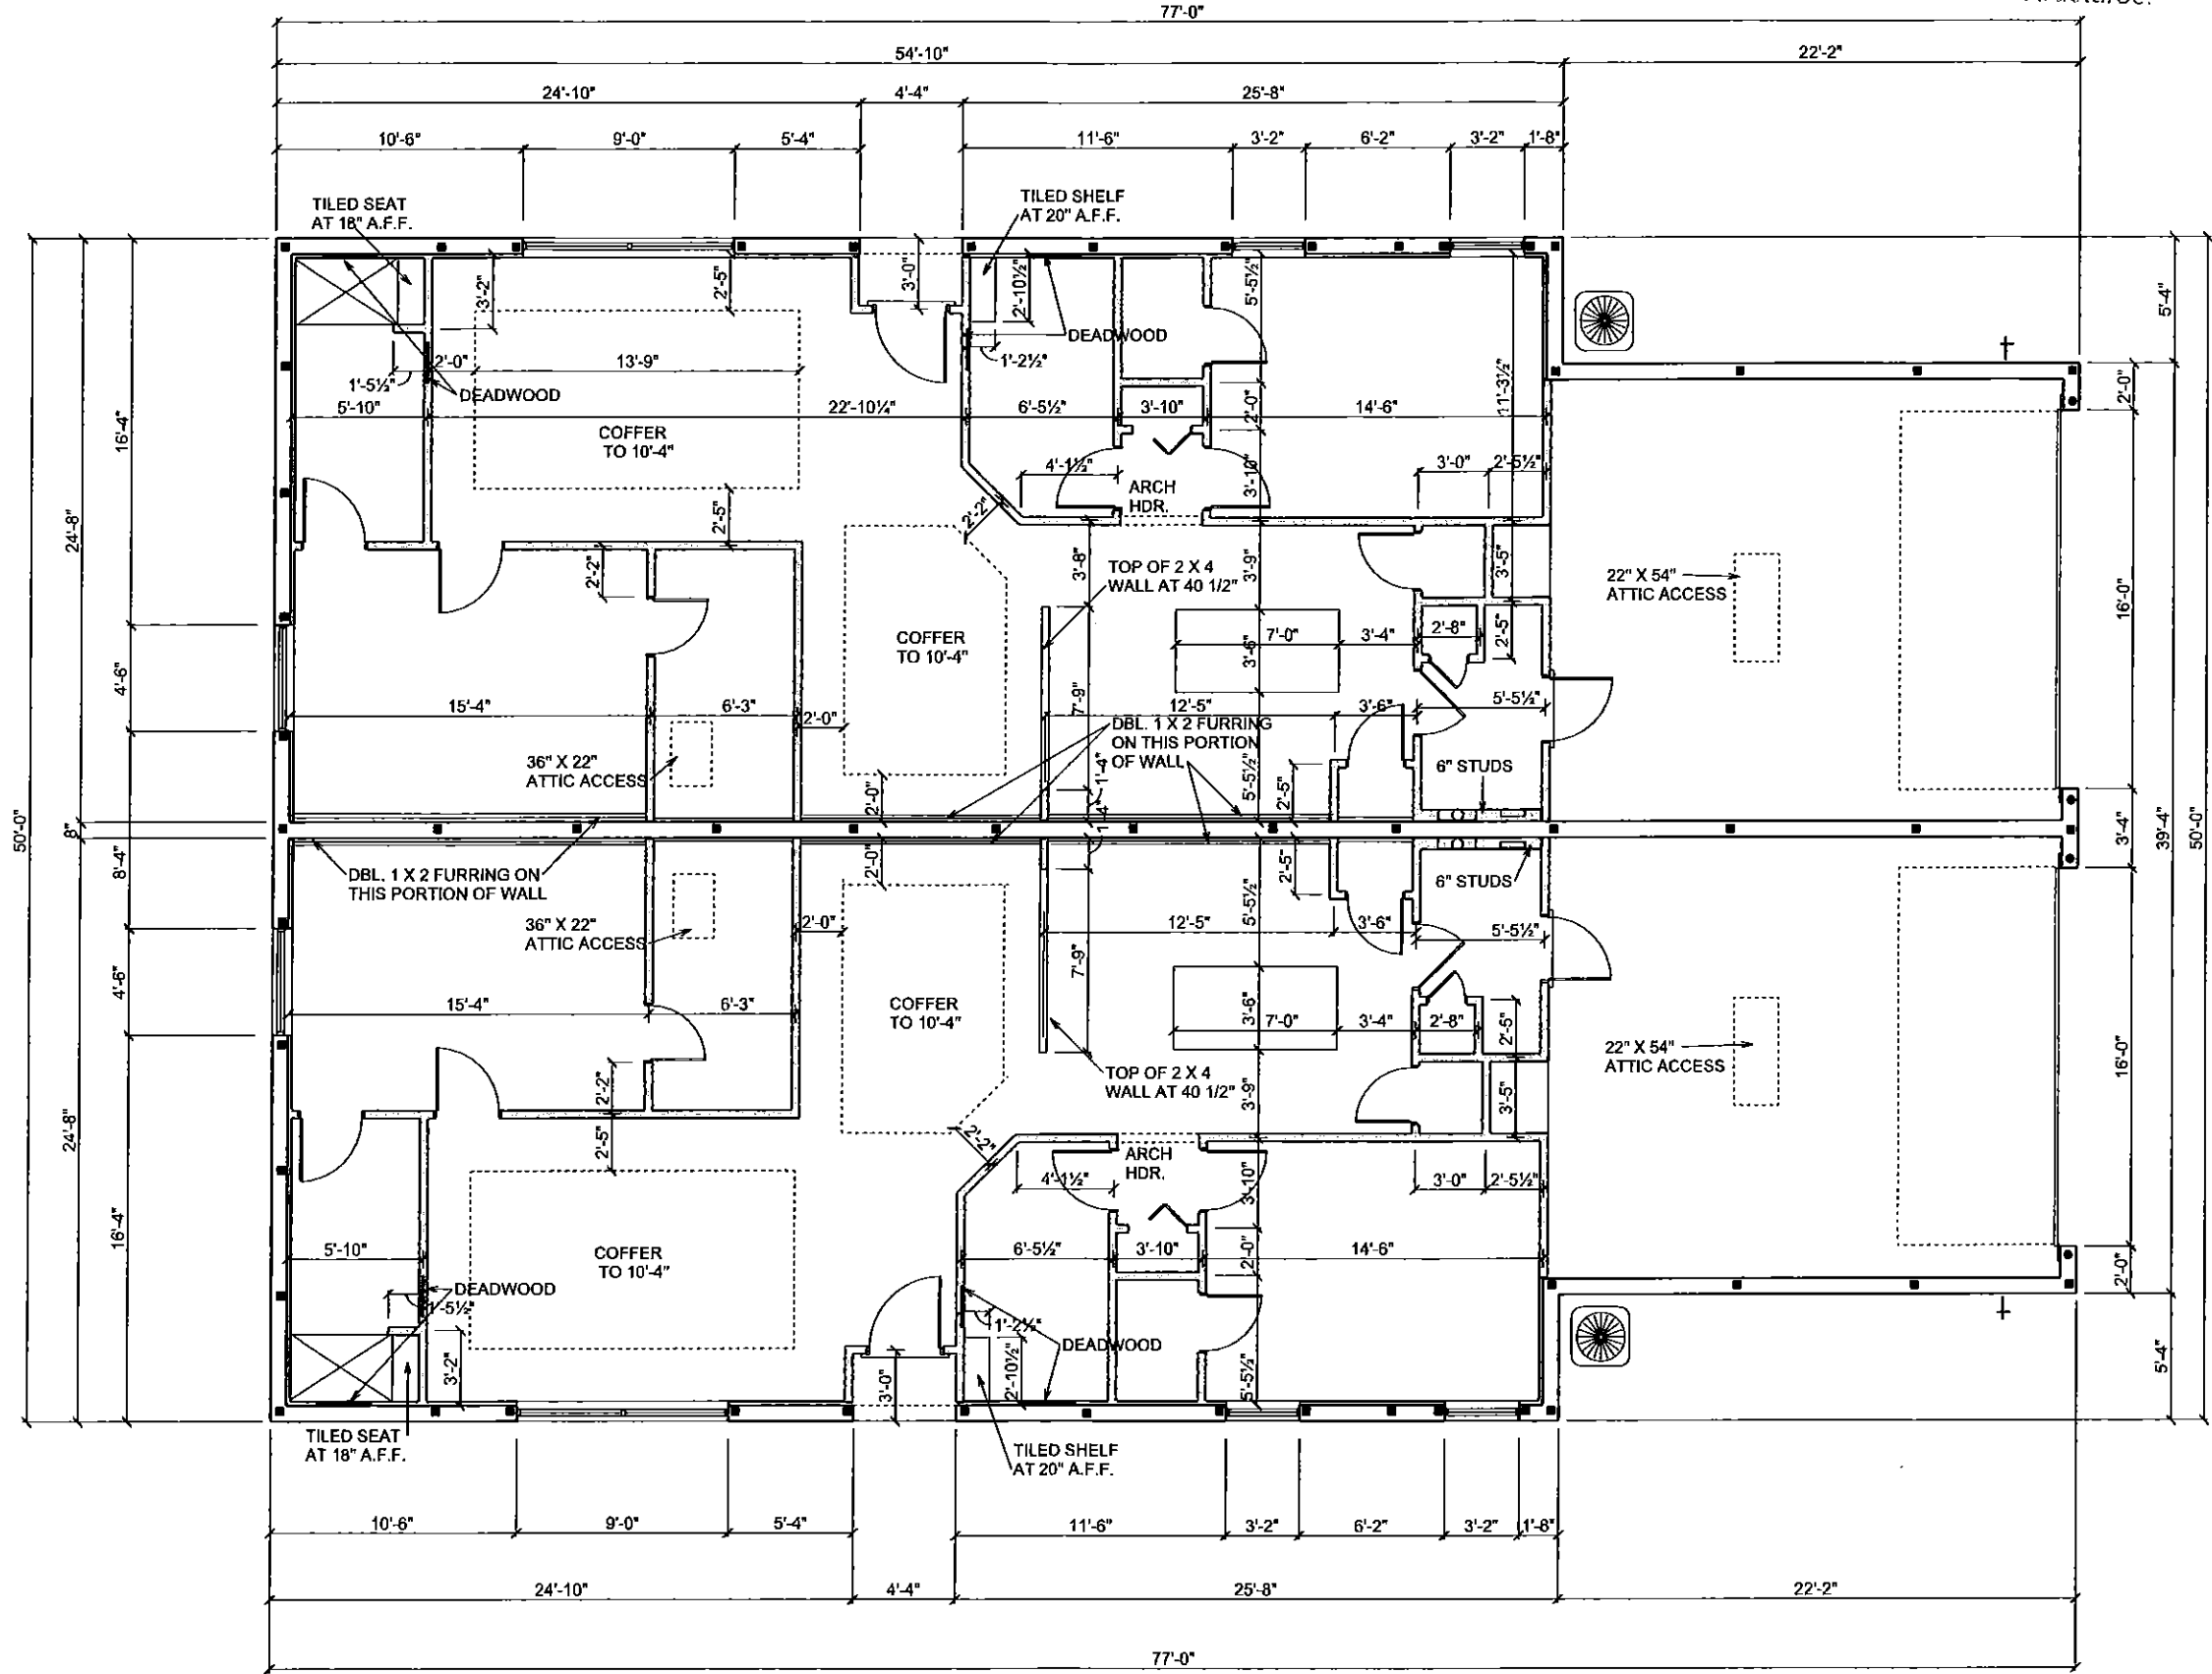 77'-0"
54'-10"
22'-2"
24'-10"
4'-4"
25'-8"
10'-6"
9'-0"
5'-4"
11'-6"
3'-2"
6'-2"
3'-2"
1'-8"
TILED SEAT
AT 18" A.F.F.
TILED SHELF
AT 20" A.F.F.
3'-2"
2'-5"
3'-0"
2'-10½"
5'-5½"
5'-4"
DEADWOOD
2'-0"
13'-9"
1'-2½"
1'-5½"
DEADWOOD
2'-0"
5'-10"
22'-10¼"
6'-5½"
3'-10"
2'-0"
14'-6"
11'-3½"
16'-4"
COFFER
TO 10'-4"
4'-1½"
3'-10"
3'-0"
2'-5½"
ARCH
HDR.
24'-8"
2'-5"
2'-2"
2'-2"
3'-8"
TOP OF 2 X 4
WALL AT 40 1/2"
3'-9"
3'-5"
22" X 54"
ATTIC ACCESS
16'-0"
COFFER
TO 10'-4"
7'-0"
3'-4"
3'-6"
2'-8"
2'-5"
4'-6"
15'-4"
6'-3"
2'-0"
7'-9"
12'-5"
3'-6"
5'-5½"
DBL. 1 X 2 FURRING
ON THIS PORTION
OF WALL
36" X 22"
ATTIC ACCESS
2'-0"
1'-4"
5'-5½"
2'-5"
6" STUDS
50'-0"
8"
8'-4"
1'-4"
3'-4"
39'-4"
50'-0"
DBL. 1 X 2 FURRING ON
THIS PORTION OF WALL
2'-0"
2'-5"
6" STUDS
36" X 22"
ATTIC ACCESS
2'-0"
12'-5"
5'-5½"
3'-6"
5'-5½"
4'-6"
7'-9"
15'-4"
6'-3"
COFFER
TO 10'-4"
3'-6"
7'-0"
3'-4"
2'-8"
2'-5"
22" X 54"
ATTIC ACCESS
16'-0"
2'-2"
TOP OF 2 X 4
WALL AT 40 1/2"
3'-9"
3'-5"
24'-8"
2'-5"
2'-2"
ARCH
HDR.
4'-1½"
3'-10"
3'-0"
2'-5½"
16'-4"
5'-10"
COFFER
TO 10'-4"
6'-5½"
3'-10"
2'-0"
14'-6"
2'-0"
DEADWOOD
1'-5½"
1'-2½"
DEADWOOD
3'-2"
3'-0"
2'-10½"
5'-5½"
5'-4"
TILED SEAT
AT 18" A.F.F.
TILED SHELF
AT 20" A.F.F.
10'-6"
9'-0"
5'-4"
11'-6"
3'-2"
6'-2"
3'-2"
1'-8"
24'-10"
4'-4"
25'-8"
22'-2"
77'-0"